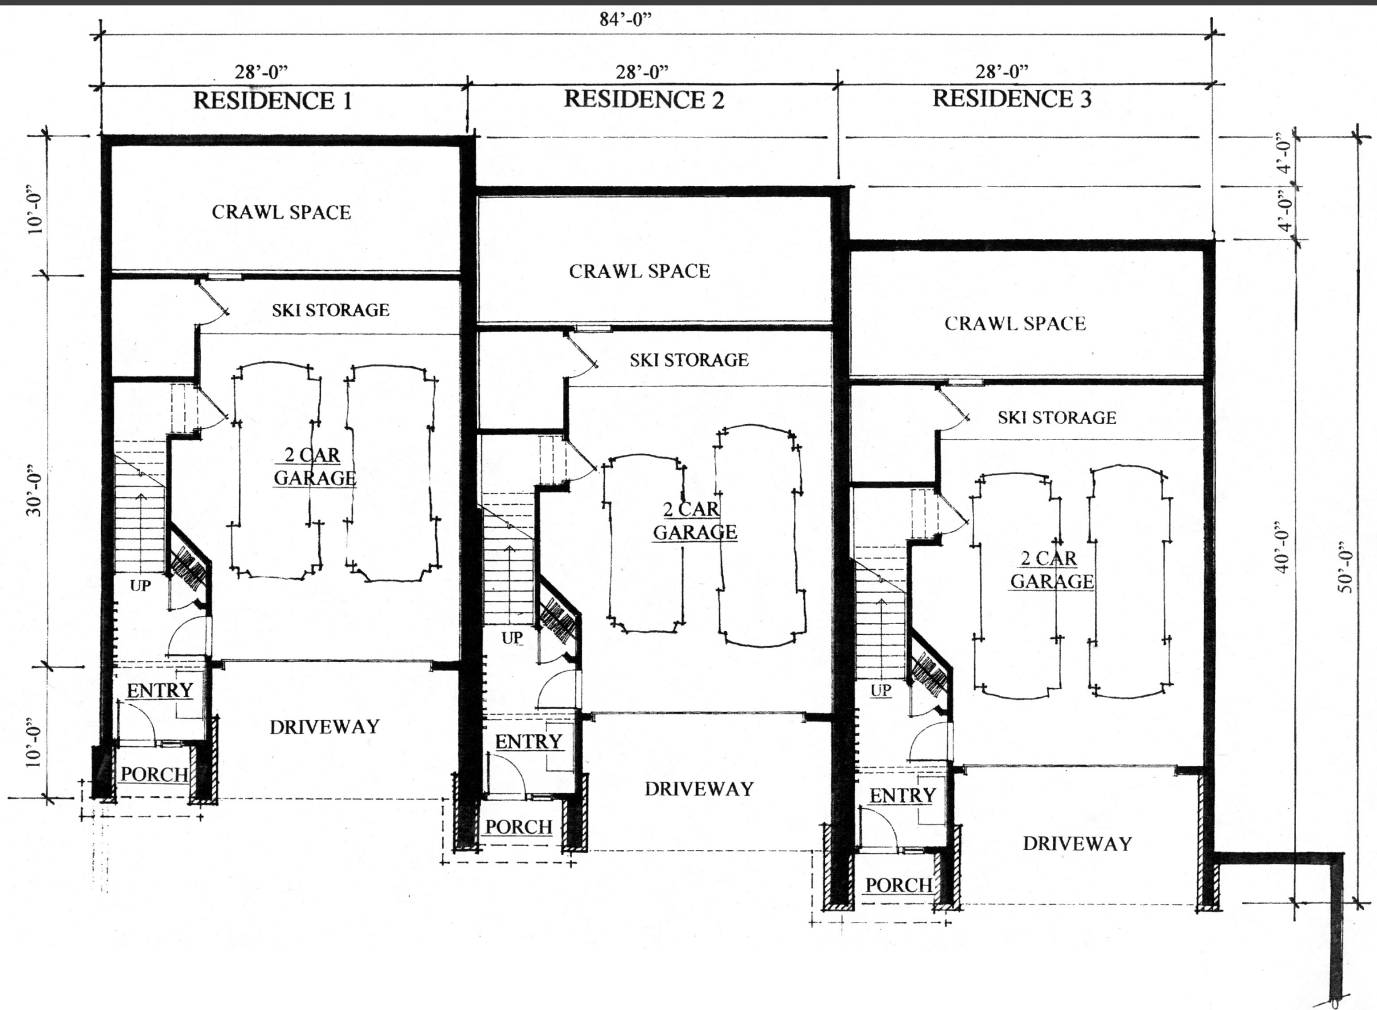 84'-0"
28'-0"
28'-0"
28'-0"
RESIDENCE 1
RESIDENCE 2
RESIDENCE 3
4'-0"
4'-0"
10'-0"
CRAWL SPACE
CRAWL SPACE
CRAWL SPACE
SKI STORAGE
SKI STORAGE
SKI STORAGE
2 CAR
GARAGE
2 CAR
GARAGE
2 CAR
GARAGE
30'-0"
40'-0"
50'-0"
UP
UP
UP
ENTRY
ENTRY
ENTRY
DRIVEWAY
DRIVEWAY
DRIVEWAY
10'-0"
PORCH
PORCH
PORCH